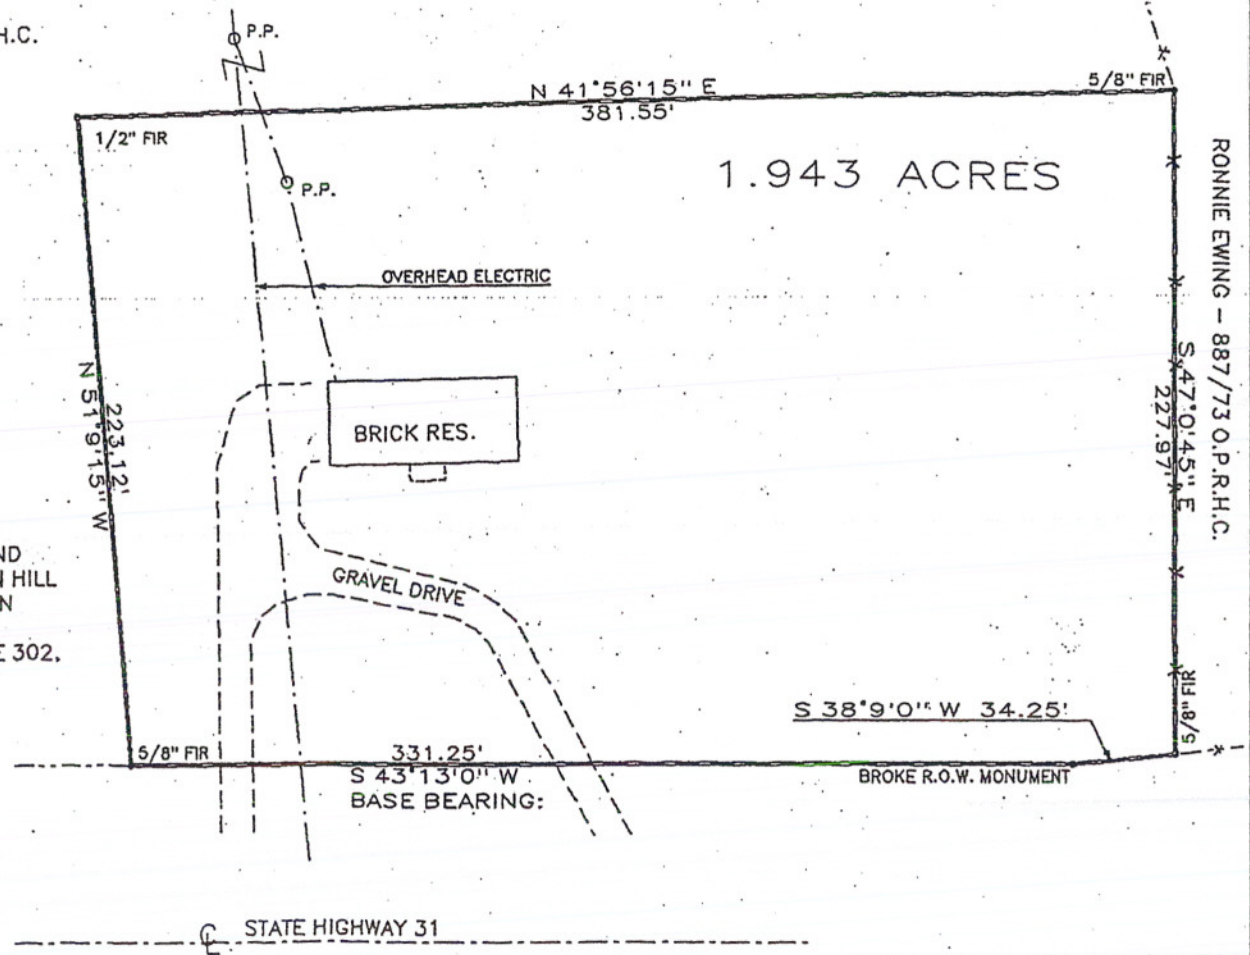 H.C.
P.P.
N 41°56'15" E
381.55'
5/8" FIR
1/2" FIR
1.943 ACRES
P.P.
OVERHEAD ELECTRIC
RONNIE EWING - 887/73 O.P.R.H.C.
S 47°0'45" E
227.97'
223.12'
N 51°9'15" W
BRICK RES.
ND
N HILL
N
E 302,
GRAVEL DRIVE
S 38°9'0" W 34.25'
5/8" FIR
5/8" FIR
331.25'
S 43°13'0" W
BASE BEARING:
BROKE R.O.W. MONUMENT
STATE HIGHWAY 31